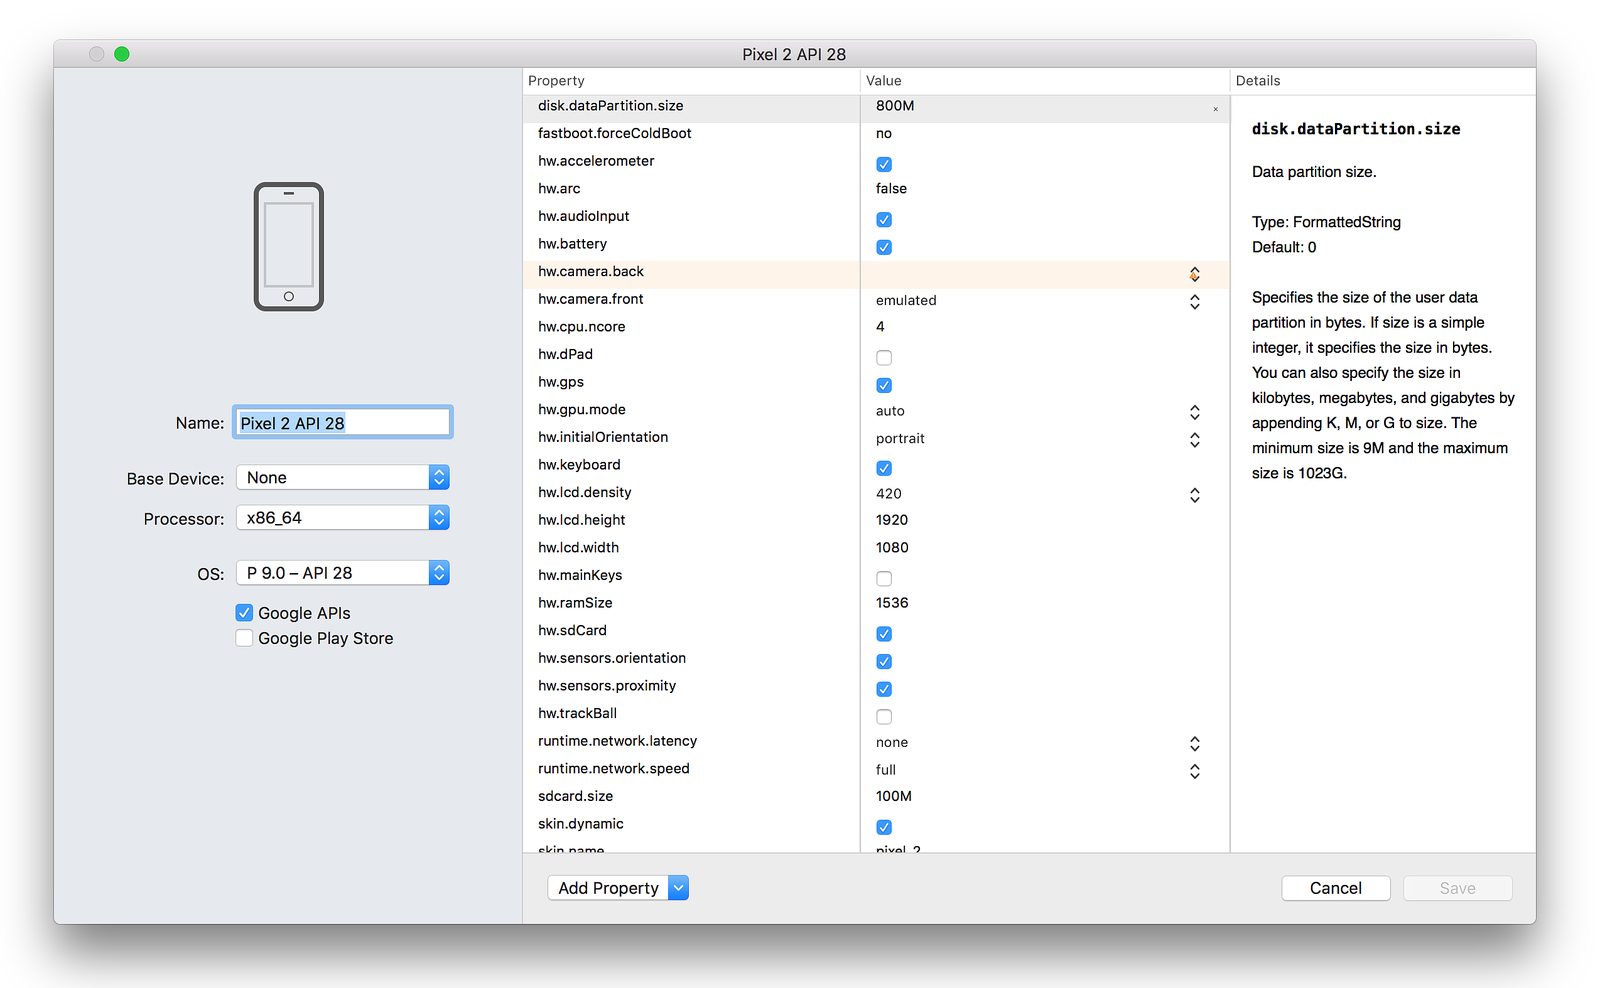 Pixel 2 API 28
Name: Pixel 2 API 28
Base Device: None
Processor: x86_64
OS: P 9.0 – API 28
Google APIs
Google Play Store
Property Value
disk.dataPartition.size 800M
fastboot.forceColdBoot no
hw.accelerometer
hw.arc false
hw.audioInput
hw.battery
hw.camera.back
hw.camera.front emulated
hw.cpu.ncore 4
hw.dPad
hw.gps
hw.gpu.mode auto
hw.initialOrientation portrait
hw.keyboard
hw.lcd.density 420
hw.lcd.height 1920
hw.lcd.width 1080
hw.mainKeys
hw.ramSize 1536
hw.sdCard
hw.sensors.orientation
hw.sensors.proximity
hw.trackBall
runtime.network.latency none
runtime.network.speed full
sdcard.size 100M
skin.dynamic
skin.name pixel_2
Details
disk.dataPartition.size
Data partition size.
Type: FormattedString
Default: 0
Specifies the size of the user data
partition in bytes. If size is a simple
integer, it specifies the size in bytes.
You can also specify the size in
kilobytes, megabytes, and gigabytes by
appending K, M, or G to size. The
minimum size is 9M and the maximum
size is 1023G.
Add Property
Cancel Save